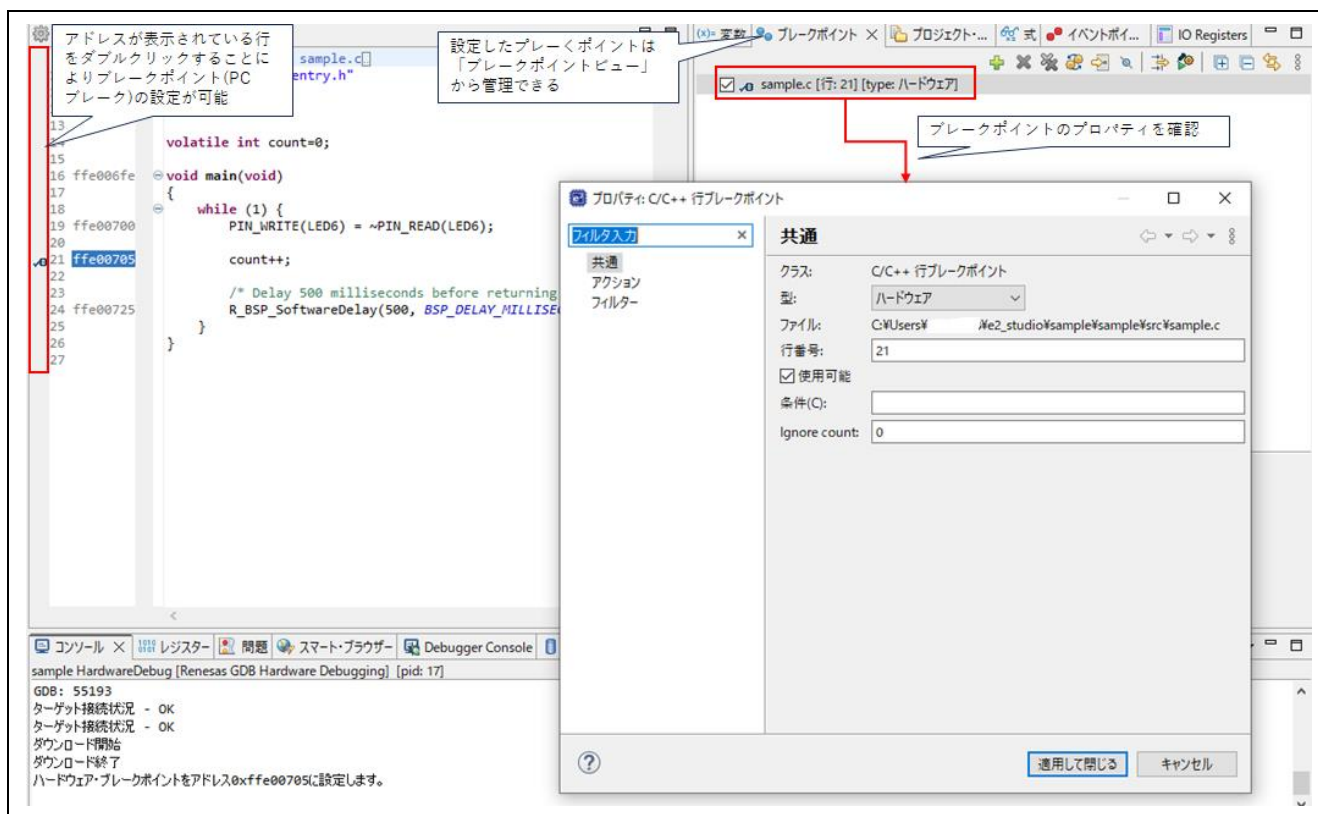 アドレスが表示されている行
をダブルクリックすることに
よりブレークポイント(PC
ブレーク)の設定が可能
sample.c
entry.h"
設定したブレーくポイントは
「ブレークポイントビュー」
から管理できる
(x)= 変数 ブレークポイント プロジェクト・... 式 イベントポイ... IO Registers
sample.c [行: 21] [type: ハードウェア]
ブレークポイントのプロパティを確認
13
14 volatile int count=0;
15
16 ffe006fe void main(void)
17 {
18 while (1) {
19 ffe00700 PIN_WRITE(LED6) = ~PIN_READ(LED6);
20
21 ffe00705 count++;
22
23 /* Delay 500 milliseconds before returning
24 ffe00725 R_BSP_SoftwareDelay(500, BSP_DELAY_MILLISE
25 }
26 }
27
プロパティ: C/C++ 行ブレークポイント
フィルタ入力
共通
アクション
フィルター
共通
クラス: C/C++ 行ブレークポイント
型: ハードウェア
ファイル: C:¥Users¥ ¥e2_studio¥sample¥sample¥src¥sample.c
行番号: 21
使用可能
条件(C):
Ignore count: 0
適用して閉じる キャンセル
コンソール レジスター 問題 スマート・ブラウザー Debugger Console
sample HardwareDebug [Renesas GDB Hardware Debugging] [pid: 17]
GDB: 55193
ターゲット接続状況 - OK
ターゲット接続状況 - OK
ダウンロード開始
ダウンロード終了
ハードウェア・ブレークポイントをアドレス0xffe00705に設定します。